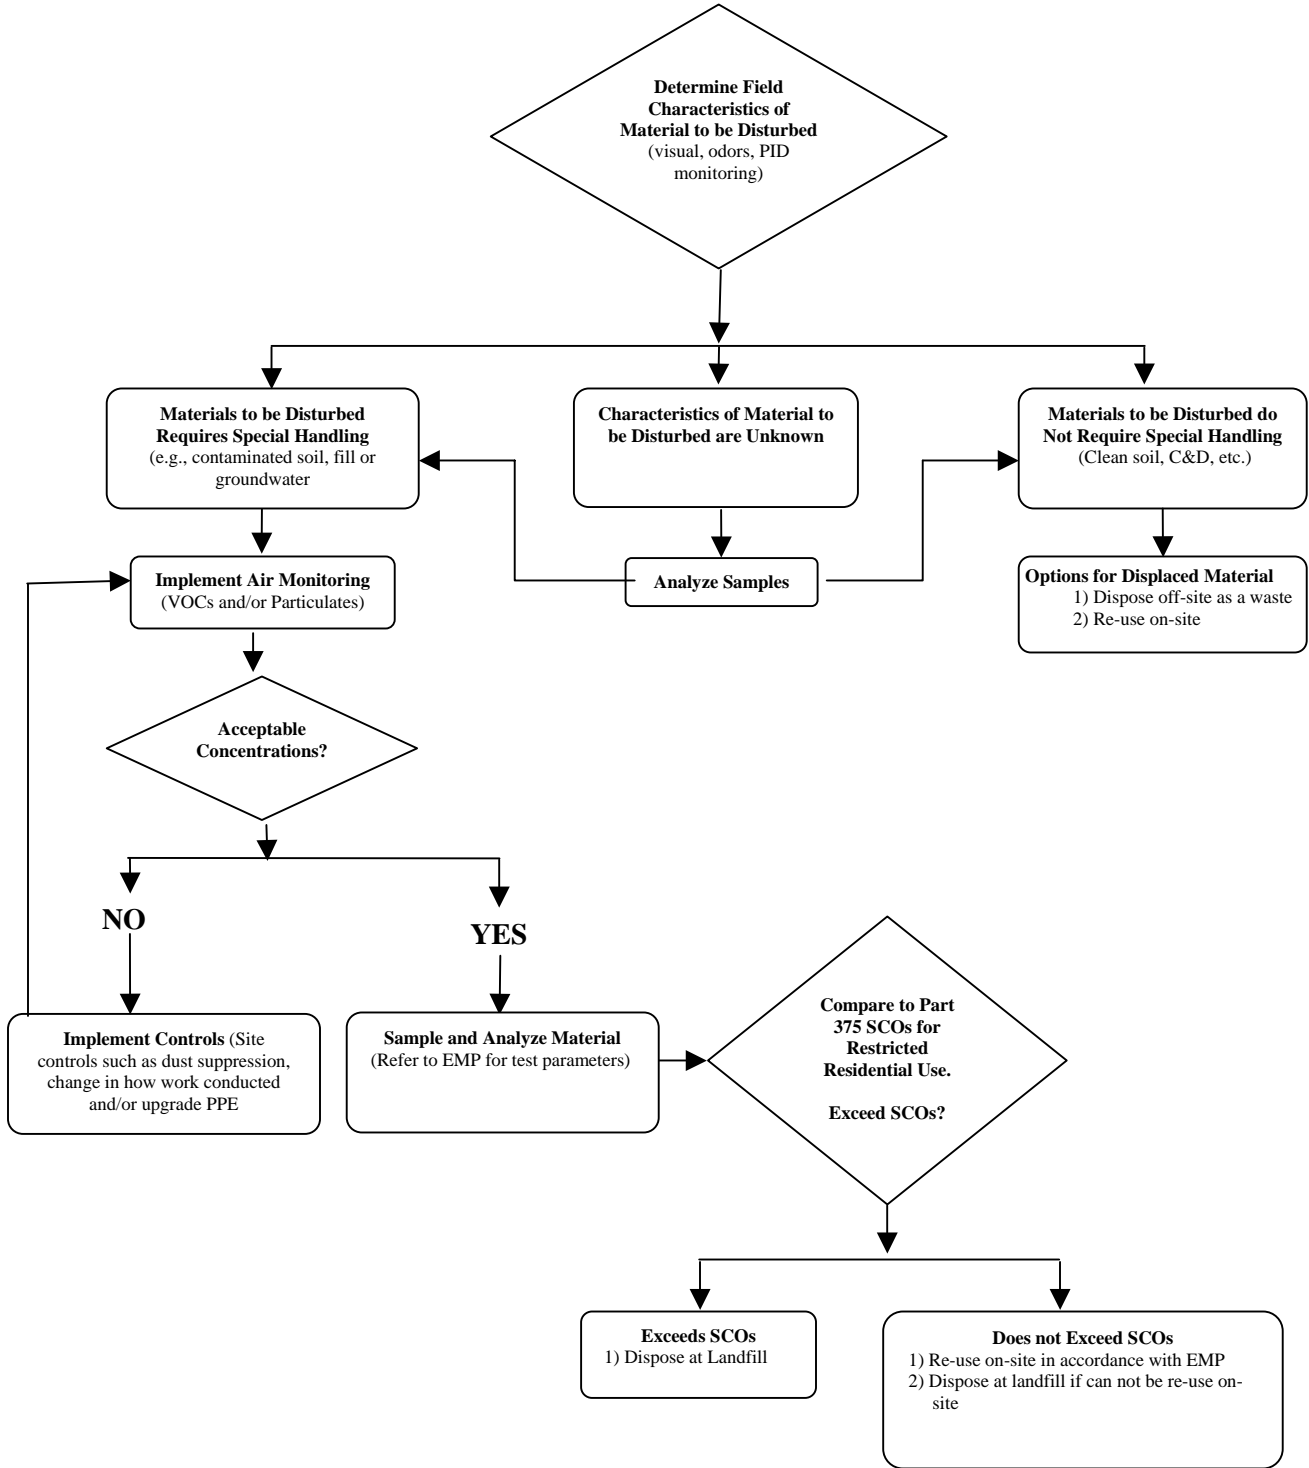 Determine Field
Characteristics of
Material to be Disturbed
(visual, odors, PID
monitoring)
Materials to be Disturbed
Requires Special Handling
(e.g., contaminated soil, fill or
groundwater
Characteristics of Material to
be Disturbed are Unknown
Materials to be Disturbed do
Not Require Special Handling
(Clean soil, C&D, etc.)
Implement Air Monitoring
(VOCs and/or Particulates)
Analyze Samples
Options for Displaced Material
1) Dispose off-site as a waste
2) Re-use on-site
Acceptable
Concentrations?
NO
YES
Implement Controls (Site
controls such as dust suppression,
change in how work conducted
and/or upgrade PPE
Sample and Analyze Material
(Refer to EMP for test parameters)
Compare to Part
375 SCOs for
Restricted
Residential Use.
Exceed SCOs?
Exceeds SCOs
1) Dispose at Landfill
Does not Exceed SCOs
1) Re-use on-site in accordance with EMP
2) Dispose at landfill if can not be re-use on-
site